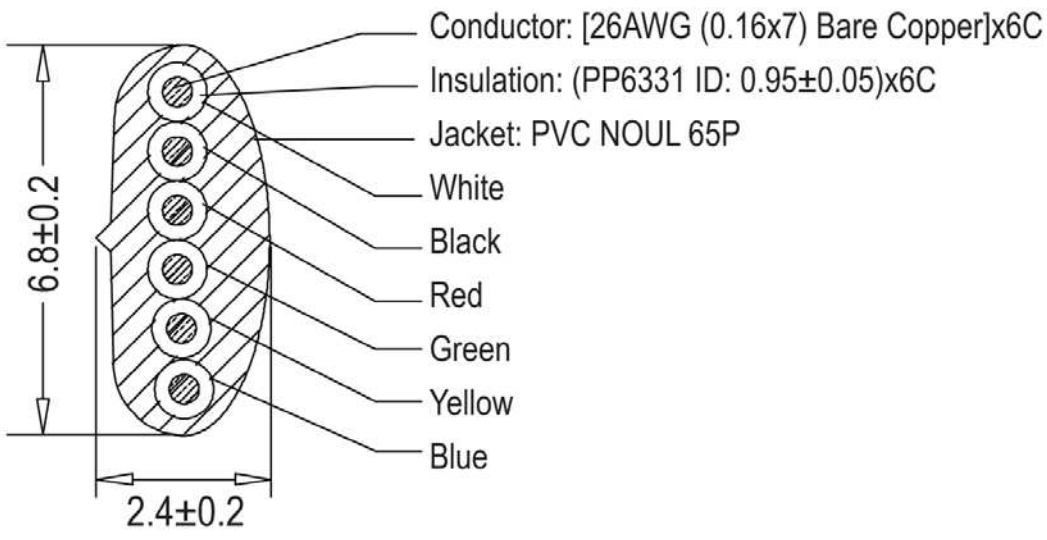 Conductor: [26AWG (0.16x7) Bare Copper]x6C
Insulation: (PP6331 ID: 0.95±0.05)x6C
Jacket: PVC NOUL 65P
White
Black
Red
Green
Yellow
Blue
6.8±0.2
2.4±0.2